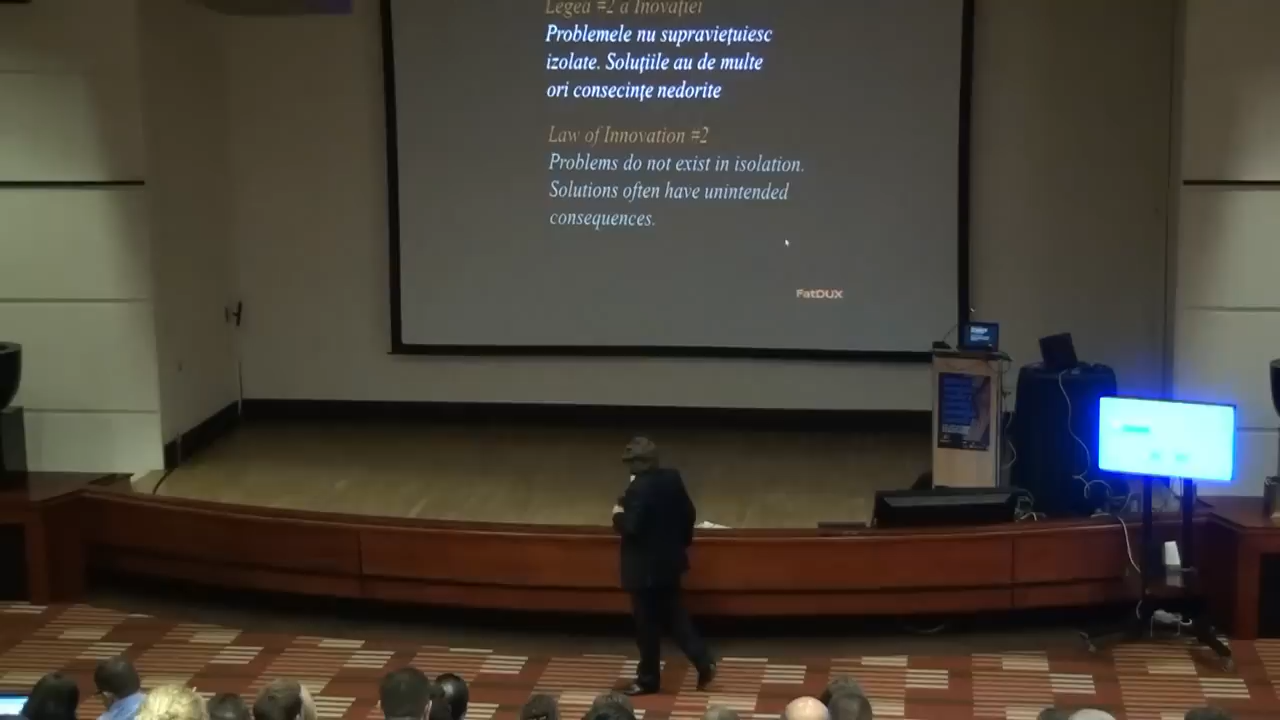 Legea #2 a Inovației
Problemele nu supraviețuiesc
izolate. Soluțiile au de multe
ori consecințe nedorite
Law of Innovation #2
Problems do not exist in isolation.
Solutions often have unintended
consequences.
FatDUX